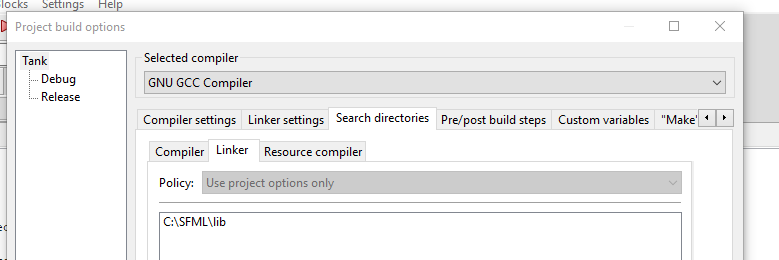 locks Settings Help
Project build options
Tank
Debug
Release
Selected compiler
GNU GCC Compiler
Compiler settings Linker settings Search directories Pre/post build steps Custom variables "Make"
Compiler Linker Resource compiler
Policy: Use project options only
C:\SFML\lib